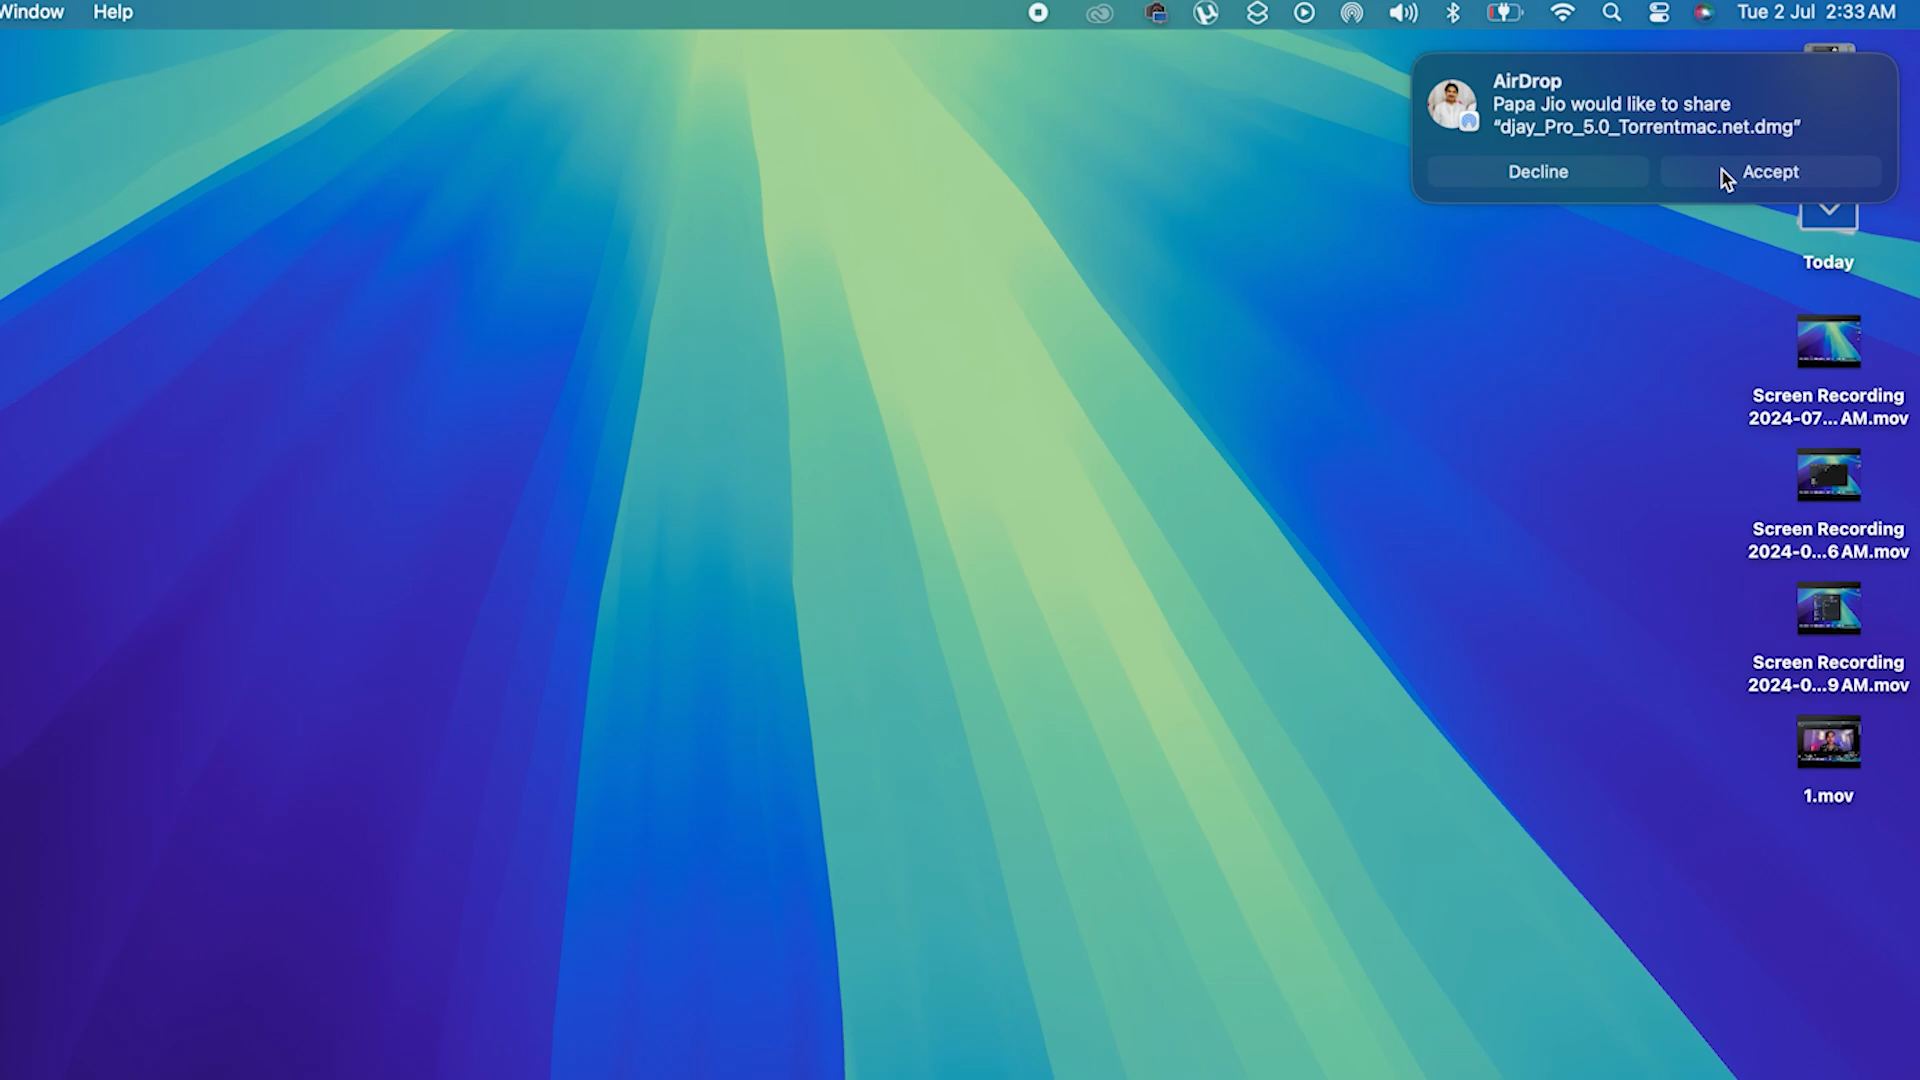 Window Help Tue 2 Jul 2:33 AM
AirDrop
Papa Jio would like to share
“djay_Pro_5.0_Torrentmac.net.dmg”
Decline Accept
Today
Screen Recording
2024-07...AM.mov
Screen Recording
2024-0...6 AM.mov
Screen Recording
2024-0...9 AM.mov
1.mov